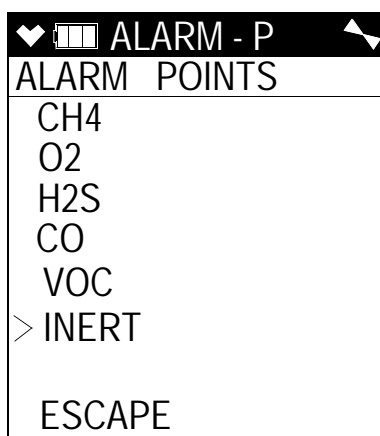 ALARM - P
ALARM POINTS
CH4
O2
H2S
CO
VOC
> INERT
ESCAPE